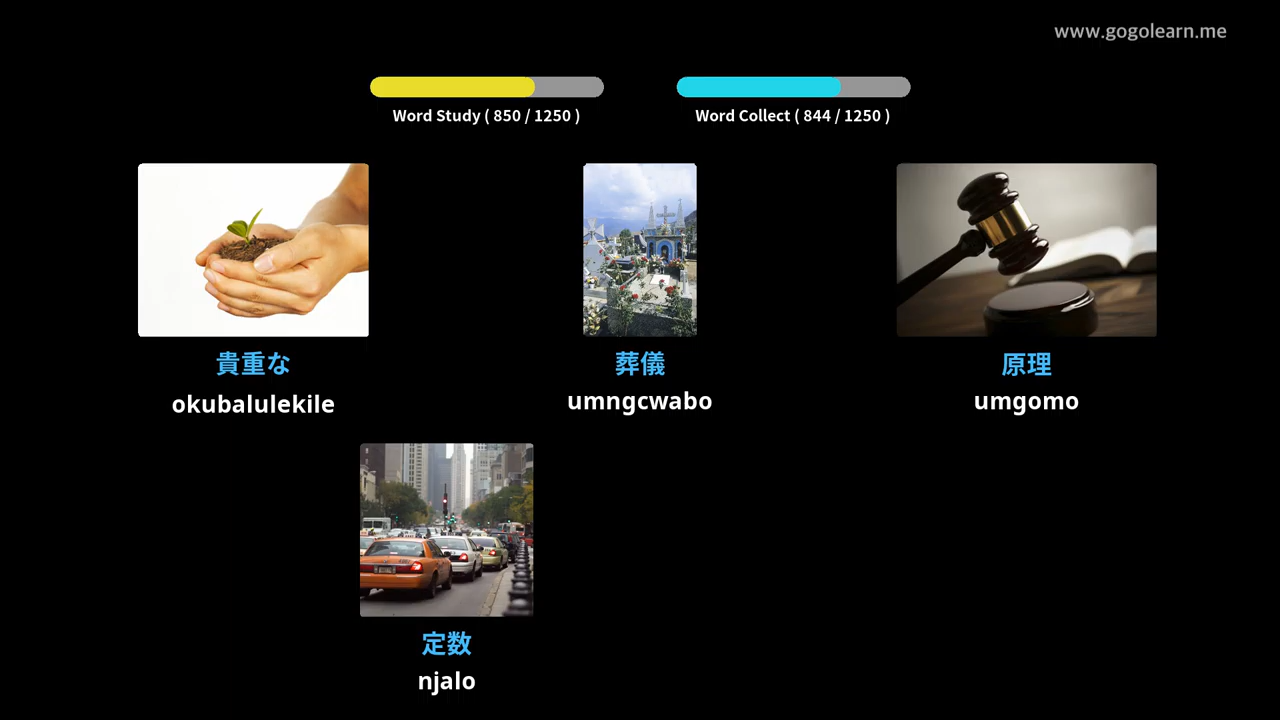 www.gogolearn.me
Word Study ( 850 / 1250 )
Word Collect ( 844 / 1250 )
貴重な
okubalulekile
葬儀
umngcwabo
原理
umgomo
定数
njalo